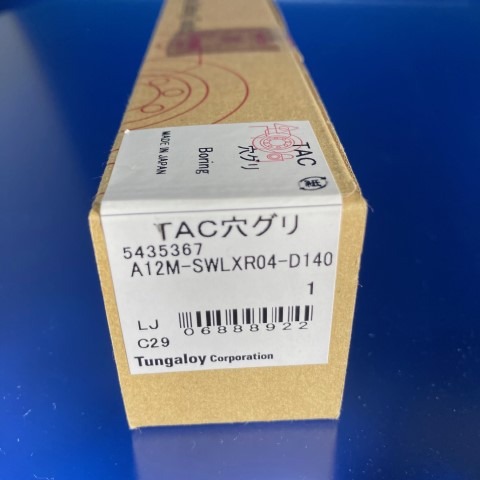 TAC
穴グリ
紙
Boring
MADE IN JAPAN
TAC穴グリ
5435367
A12M-SWLXR04-D140
1
LJ
06888922
C29
Tungaloy Corporation